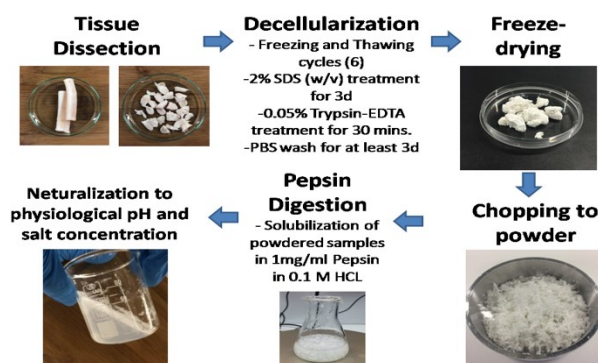 Tissue
Dissection
Decellularization
- Freezing and Thawing
cycles (6)
-2% SDS (w/v) treatment
for 3d
-0.05% Trypsin-EDTA
treatment for 30 mins.
-PBS wash for at least 3d
Freeze-
drying
Chopping to
powder
Pepsin
Digestion
- Solubilization of
powdered samples
in 1mg/ml Pepsin
in 0.1 M HCL
Neturalization to
physiological pH and
salt concentration